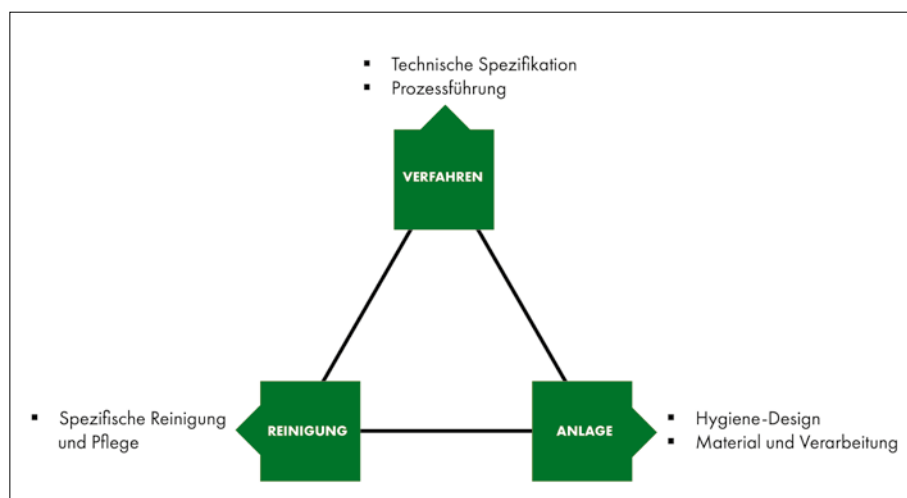 ▪ Technische Spezifikation
▪ Prozessführung
VERFAHREN
▪ Spezifische Reinigung
und Pflege
REINIGUNG
ANLAGE
▪ Hygiene-Design
▪ Material und Verarbeitung